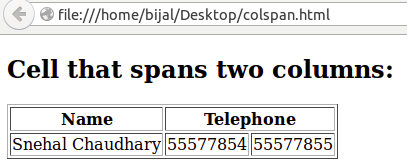 file:///home/bijal/Desktop/colspan.html
Cell that spans two columns:
Name Telephone
Snehal Chaudhary 55577854 55577855